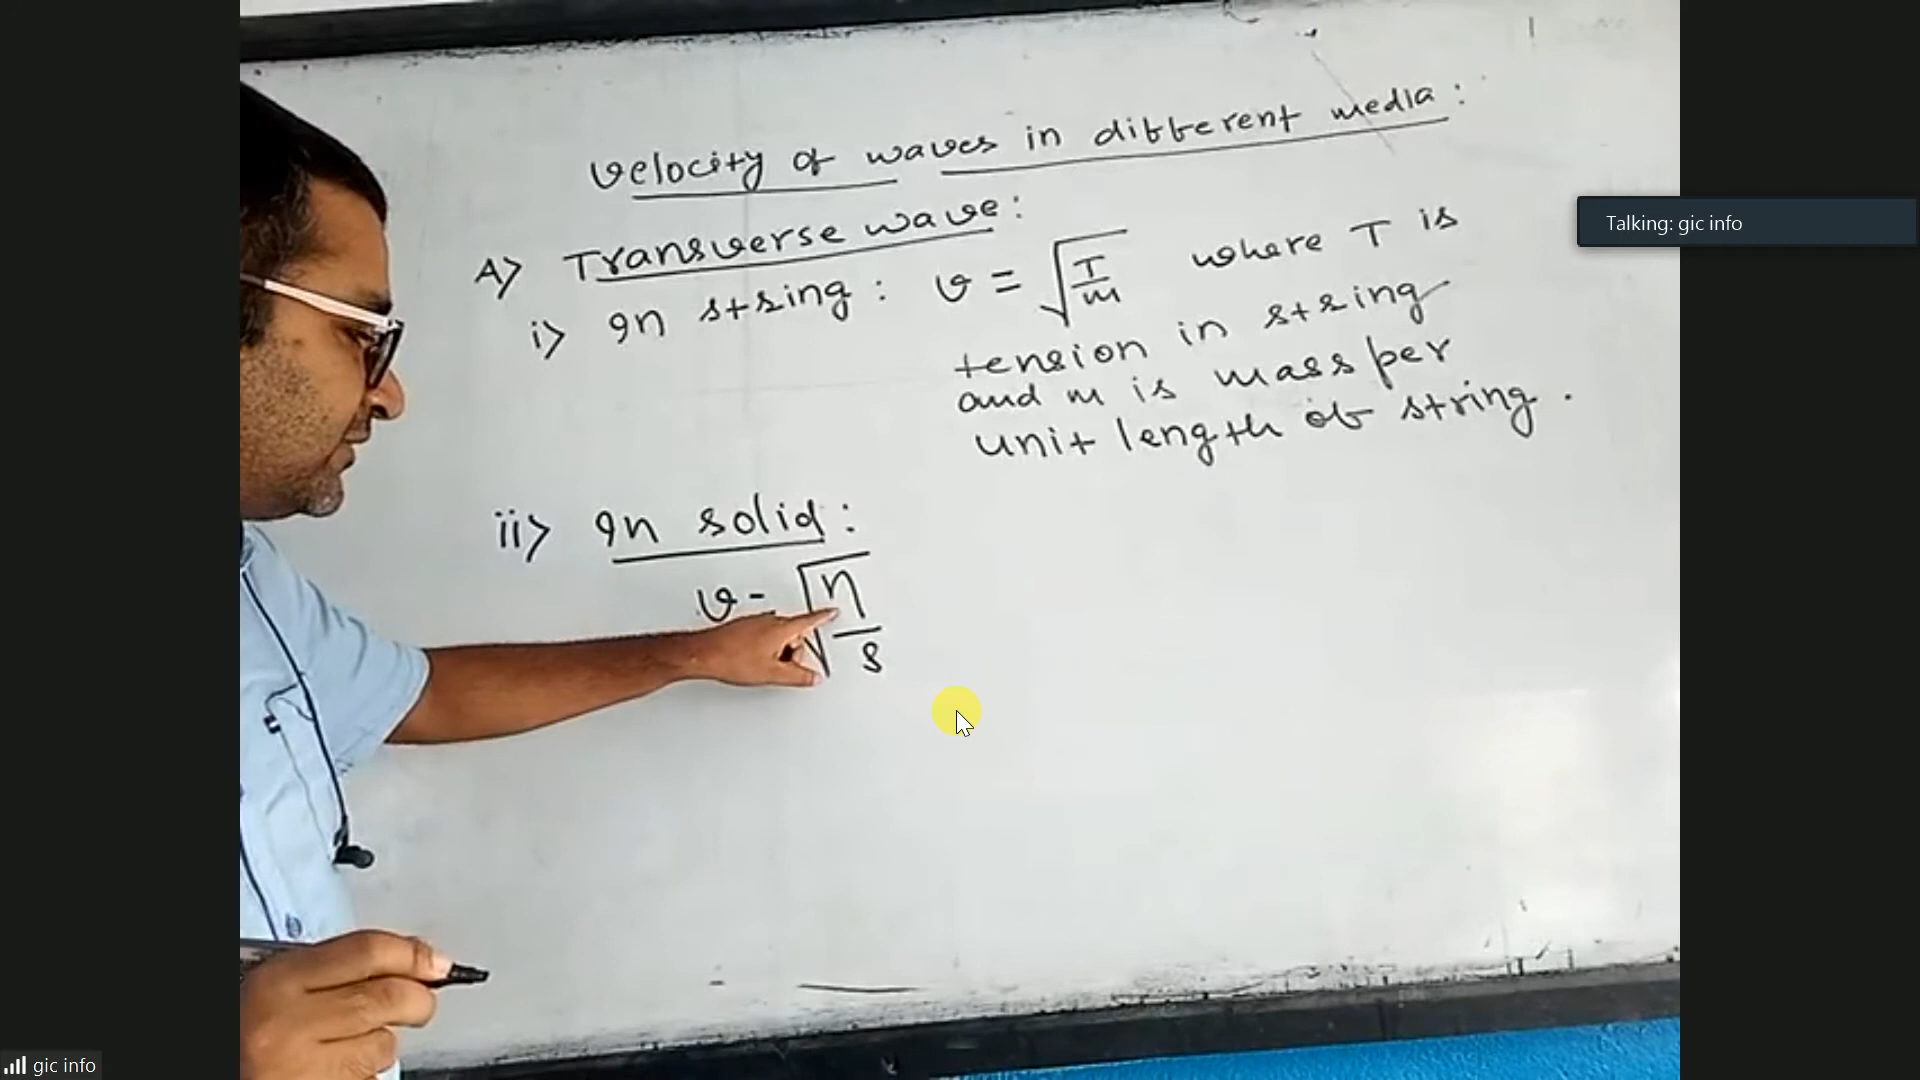 Velocity of waves in different media:
A) Transverse wave:
i) In string: v = √T/m where T is
tension in string
and m is mass per
unit length of string.
ii) In solid:
v = √η/ρ
Talking: gic info
gic info